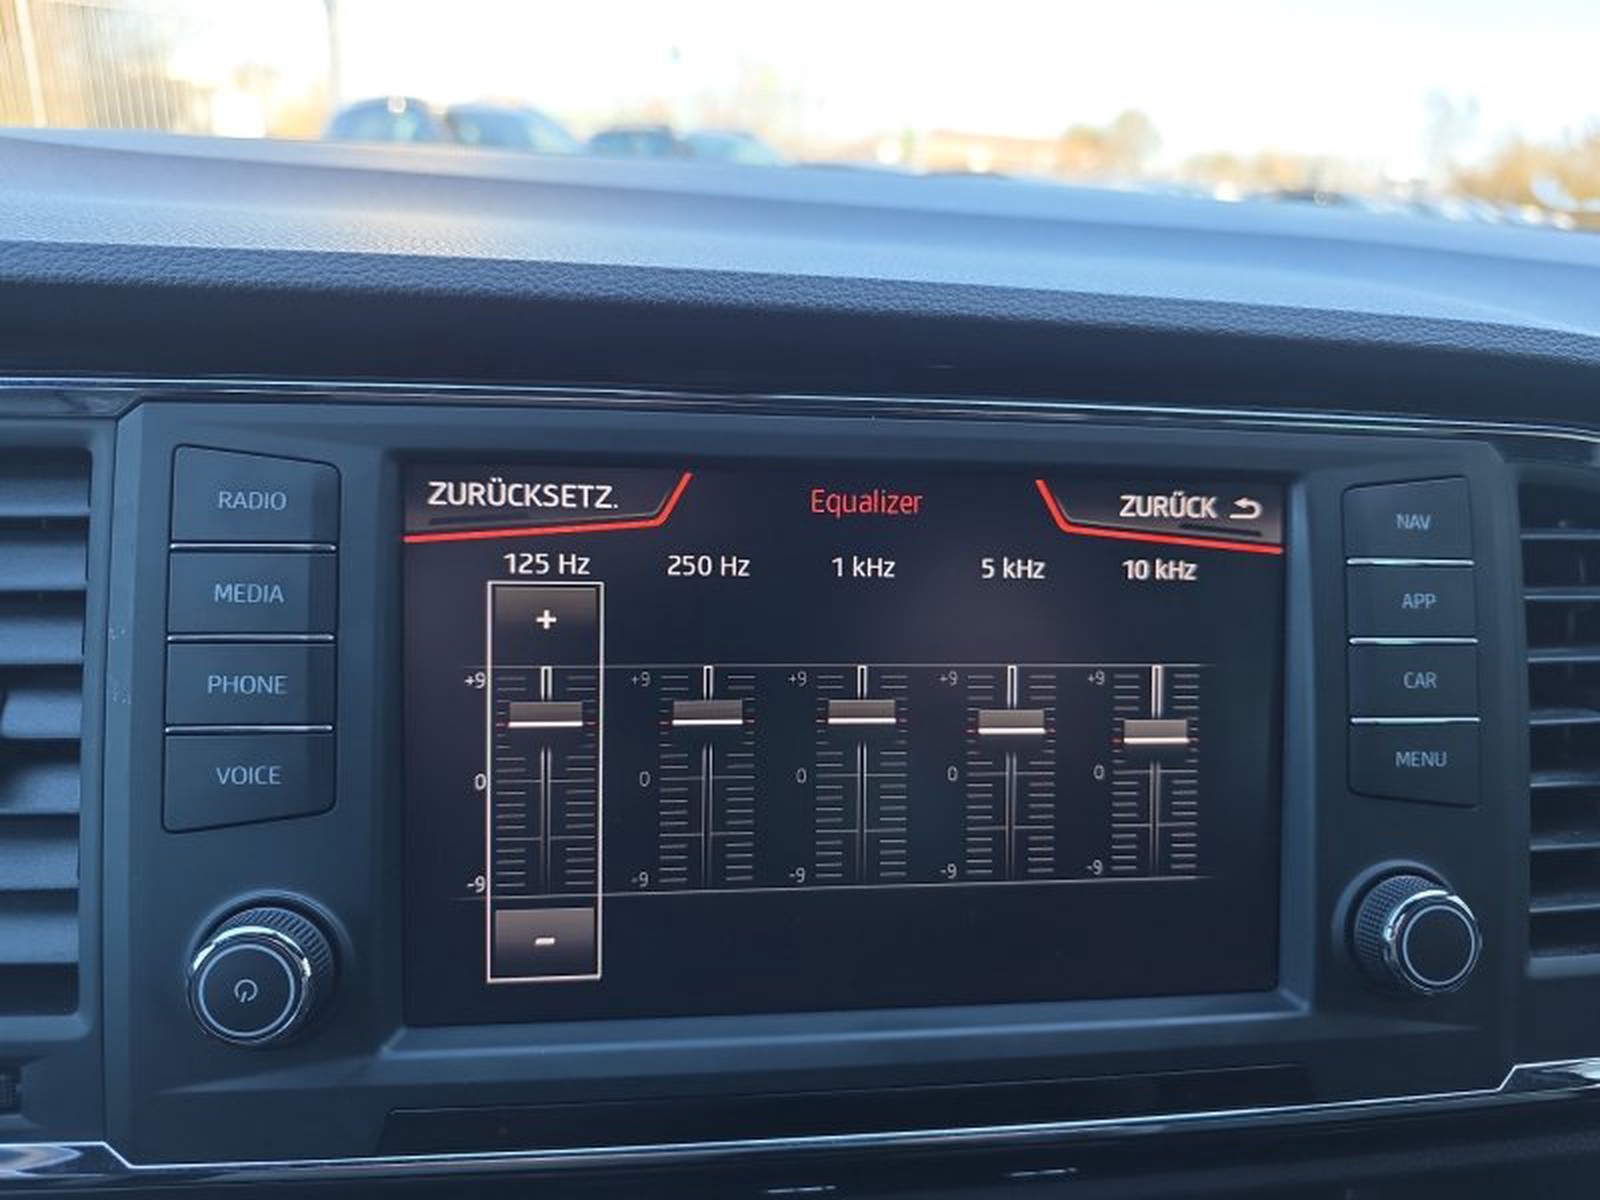 RADIO
MEDIA
PHONE
VOICE
ZURÜCKSETZ.
Equalizer
ZURÜCK
125 Hz 250 Hz 1 kHz 5 kHz 10 kHz
+
+9 +9 +9 +9 +9
0 0 0 0 0
-9 -9 -9 -9 -9
-
NAV
APP
CAR
MENU